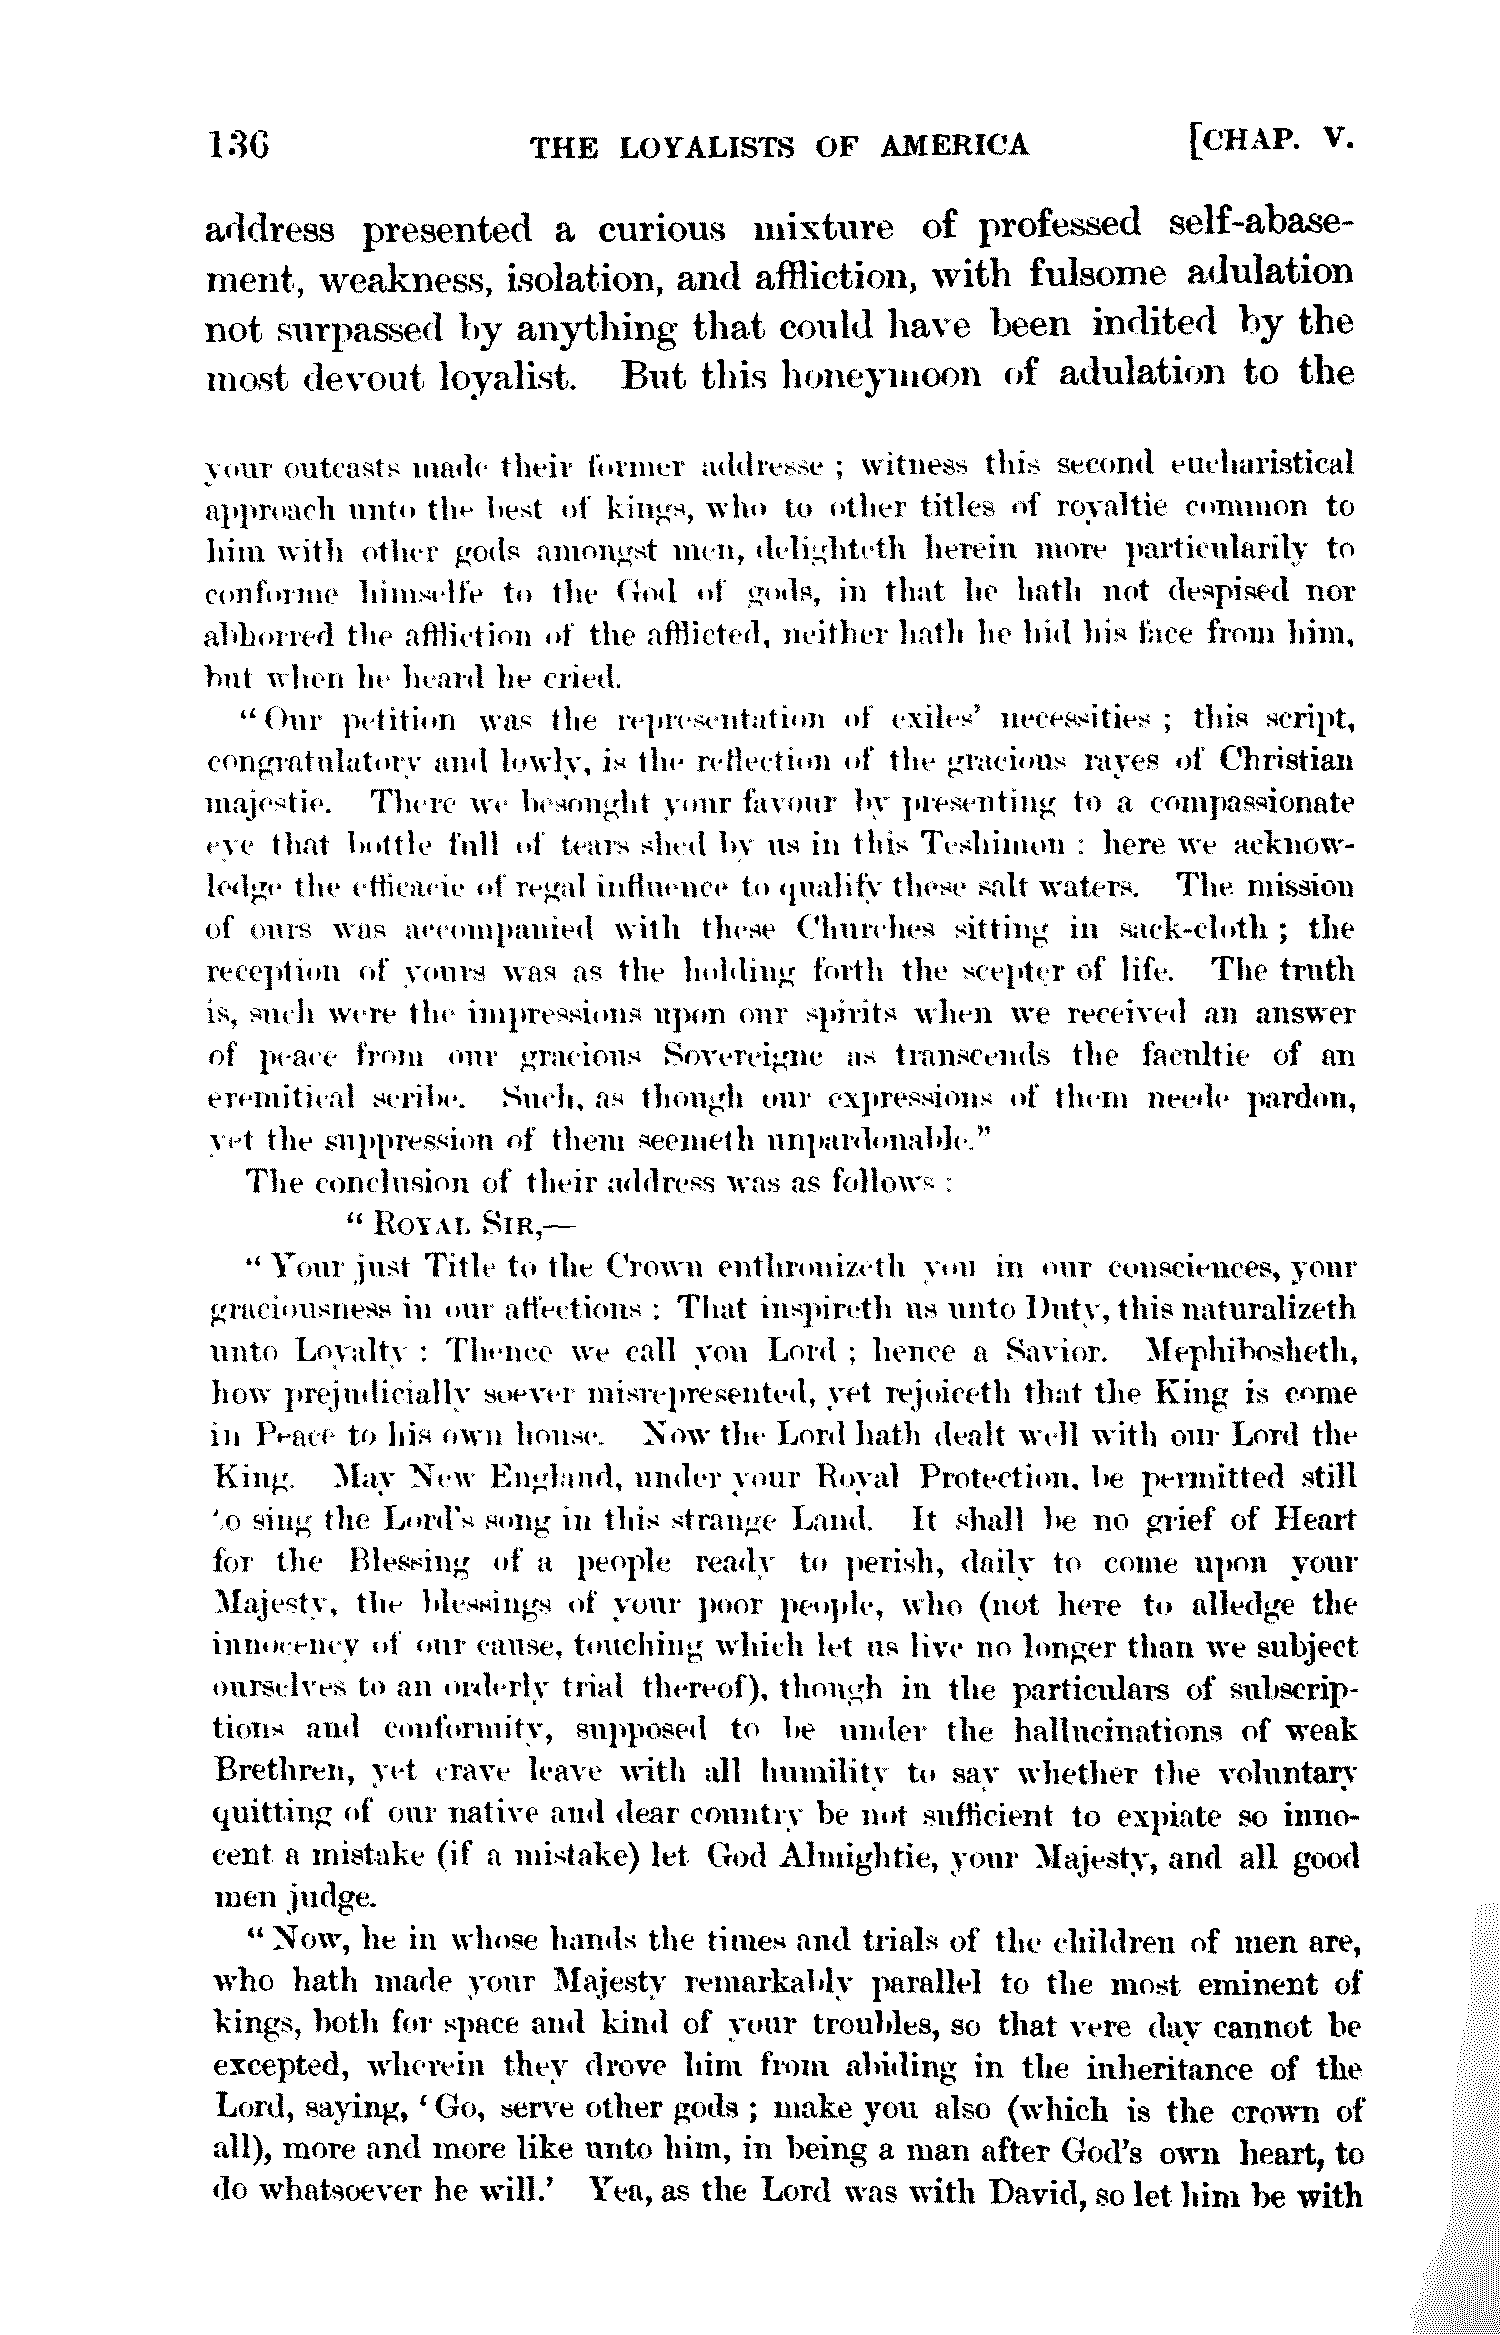 136 THE LOYALISTS OF AMERICA [CHAP. V.
address presented a curious mixture of professed self-abase-
ment, weakness, isolation, and affliction, with fulsome adulation
not surpassed by anything that could have been indited by the
most devout loyalist. But this honeymoon of adulation to the
your outcasts made their former addresse ; witness this second eucharistical
approach unto the best of kings, who to other titles of royaltie common to
him with other gods amongst men, delighteth herein more particularily to
conforme himselfe to the God of gods, in that he hath not despised nor
abhorred the affliction of the afflicted, neither hath he hid his face from him,
but when he heard he cried.
"Our petition was the representation of exiles' necessities ; this script,
congratulatory and lowly, is the reflection of the gracious rayes of Christian
majestie. There we besought your favour by presenting to a compassionate
eye that bottle full of tears shed by us in this Teshimon : here we acknow-
ledge the efficacie of regal influence to qualify these salt waters. The mission
of ours was accompanied with these Churches sitting in sack-cloth ; the
reception of yours was as the holding forth the scepter of life. The truth
is, such were the impressions upon our spirits when we received an answer
of peace from our gracious Sovereigne as transcends the facultie of an
eremitical scribe. Such, as though our expressions of them neede pardon,
yet the suppression of them seemeth unpardonable."
The conclusion of their address was as follows :
"ROYAL SIR,—
"Your just Title to the Crown enthronizeth you in our consciences, your
graciousness in our affections : That inspireth us unto Duty, this naturalizeth
unto Loyalty : Thence we call you Lord ; hence a Savior. Mephibosheth,
how prejudicially soever misrepresented, yet rejoiceth that the King is come
in Peace to his own house. Now the Lord hath dealt well with our Lord the
King. May New England, under your Royal Protection, be permitted still
to sing the Lord's song in this strange Land. It shall be no grief of Heart
for the Blessing of a people ready to perish, daily to come upon your
Majesty, the blessings of your poor people, who (not here to alledge the
innocency of our cause, touching which let us live no longer than we subject
ourselves to an orderly trial thereof), though in the particulars of subscrip-
tions and conformity, supposed to be under the hallucinations of weak
Brethren, yet crave leave with all humility to say whether the voluntary
quitting of our native and dear country be not sufficient to expiate so inno-
cent a mistake (if a mistake) let God Almightie, your Majesty, and all good
men judge.
"Now, he in whose hands the times and trials of the children of men are,
who hath made your Majesty remarkably parallel to the most eminent of
kings, both for space and kind of your troubles, so that vere day cannot be
excepted, wherein they drove him from abiding in the inheritance of the
Lord, saying, 'Go, serve other gods ; make you also (which is the crown of
all), more and more like unto him, in being a man after God's own heart, to
do whatsoever he will.' Yea, as the Lord was with David, so let him be with